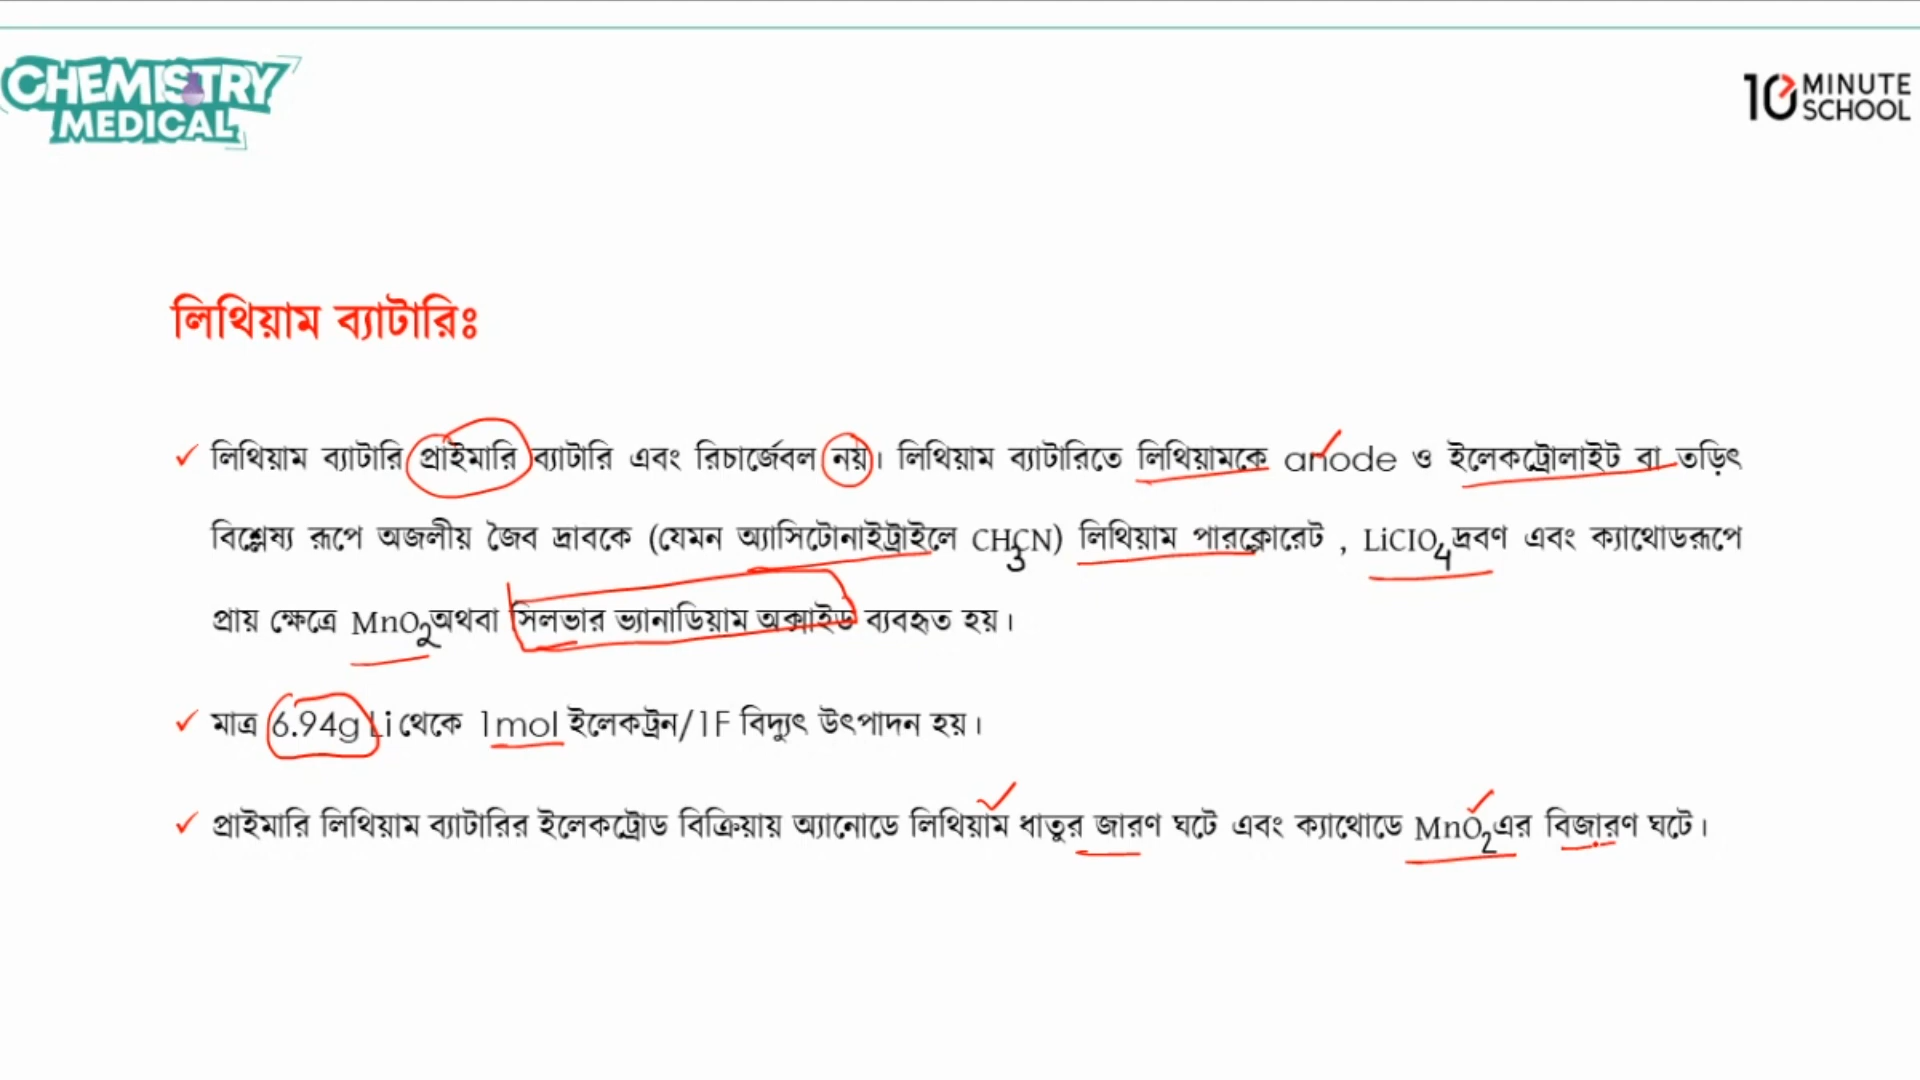 CHEMISTRY
MEDICAL
10 MINUTE
SCHOOL
লিথিয়াম ব্যাটারিঃ
✓ লিথিয়াম ব্যাটারি প্রাইমারি ব্যাটারি এবং রিচার্জেবল নয়। লিথিয়াম ব্যাটারিতে লিথিয়ামকে anode ও ইলেকট্রোলাইট বা তড়িৎ
বিশ্লেষ্য রূপে অজলীয় জৈব দ্রাবকে (যেমন অ্যাসিটোনাইট্রাইলে CH3CN) লিথিয়াম পারক্লোরেট , LiCIO4 দ্রবণ এবং ক্যাথোডরূপে
প্রায় ক্ষেত্রে MnO2 অথবা সিলভার ভ্যানাডিয়াম অক্সাইড ব্যবহৃত হয়।
✓ মাত্র 6.94g Li থেকে 1mol ইলেকট্রন/1F বিদ্যুৎ উৎপাদন হয়।
✓ প্রাইমারি লিথিয়াম ব্যাটারির ইলেকট্রোড বিক্রিয়ায় অ্যানোডে লিথিয়াম ধাতুর জারণ ঘটে এবং ক্যাথোডে MnO2 এর বিজারণ ঘটে।